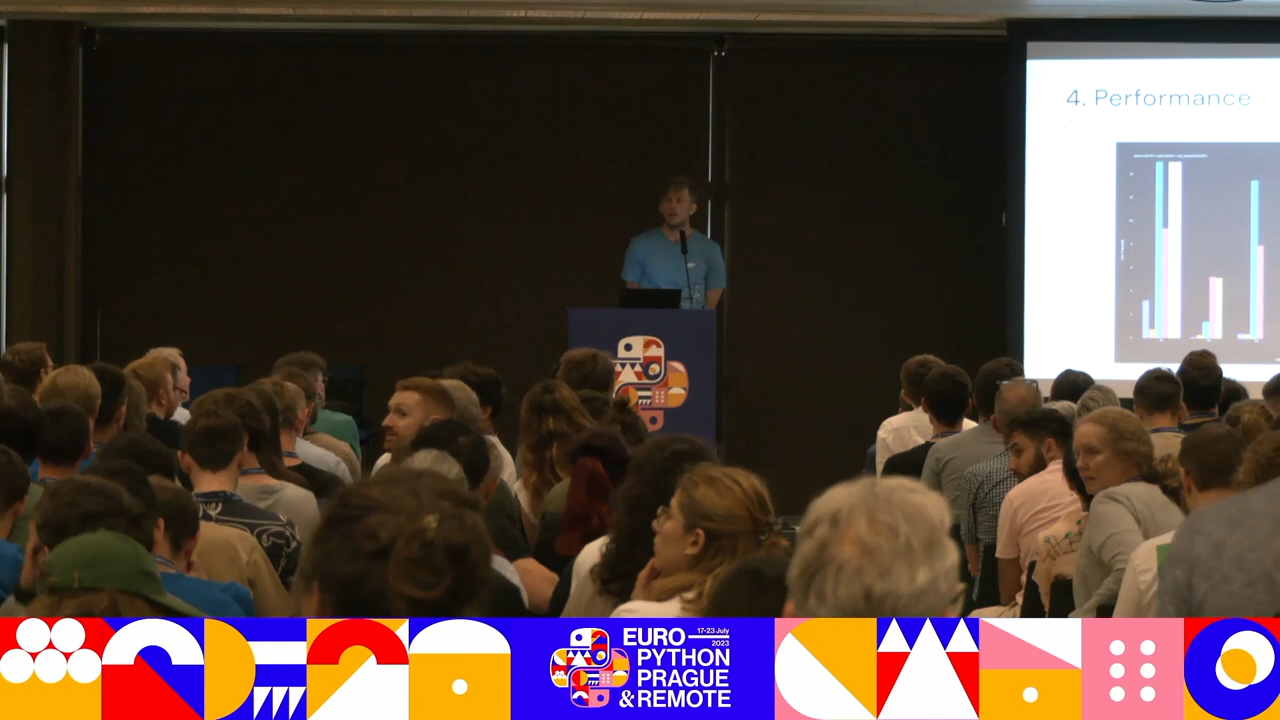 4. Performance
17-23 July
2023
EURO
PYTHON
PRAGUE
& REMOTE